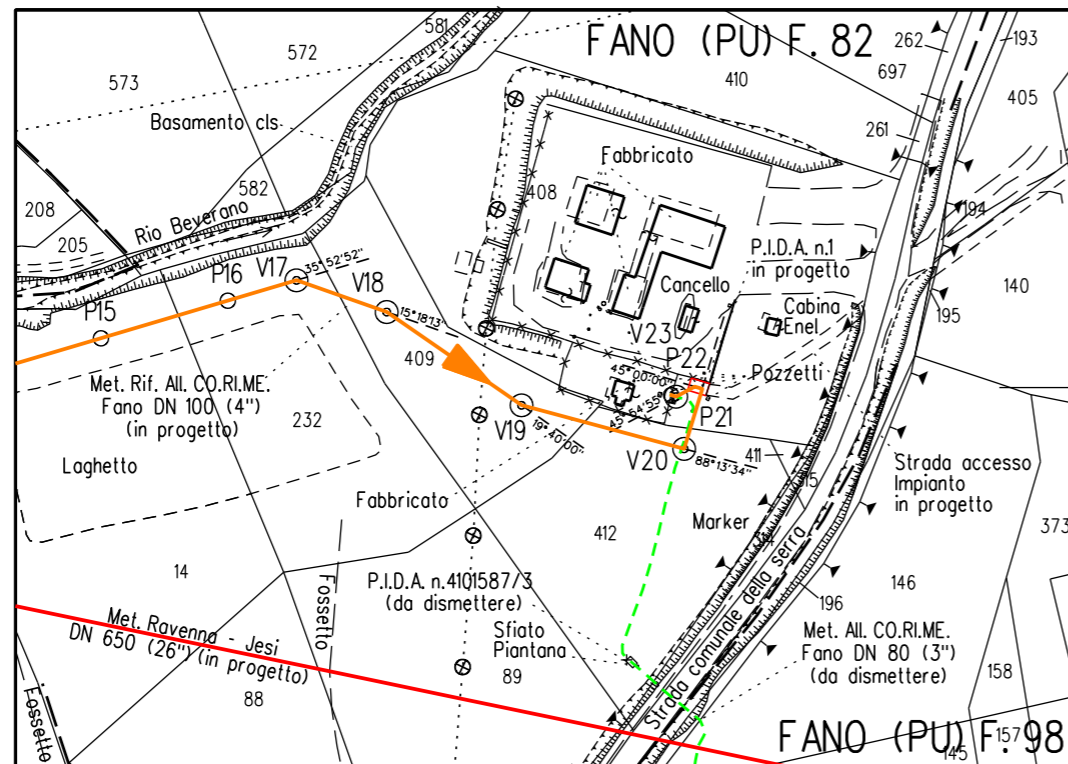 581
FANO (PU) F. 82
262
193
572
697
573
410
405
Basamento cls
261
Fabbricato
582
408
208
194
Rio Beverano
205
P.I.D.A. n.1
in progetto
P16
V17
35°52'52"
V18
Cancello
140
P15
Cabina
Enel
195
15°18'13"
V23
409
P22
45°00'00"
Pozzetti
Met. Rif. All. CO.RI.ME.
Fano DN 100 (4")
(in progetto)
232
P21
V19
19°40'00"
V20
88°13'34"
411
Laghetto
Strada accesso
Impianto
in progetto
Fabbricato
412
Marker
373
14
P.I.D.A. n.4101587/3
(da dismettere)
Fossetto
146
Strada comunale della serra
196
Met. Ravenna - Jesi
DN 650 (26") (in progetto)
Sfiato
Piantana
Met. All. CO.RI.ME.
Fano DN 80 (3")
(da dismettere)
89
158
88
Fossetto
FANO (PU) F. 98
157
145